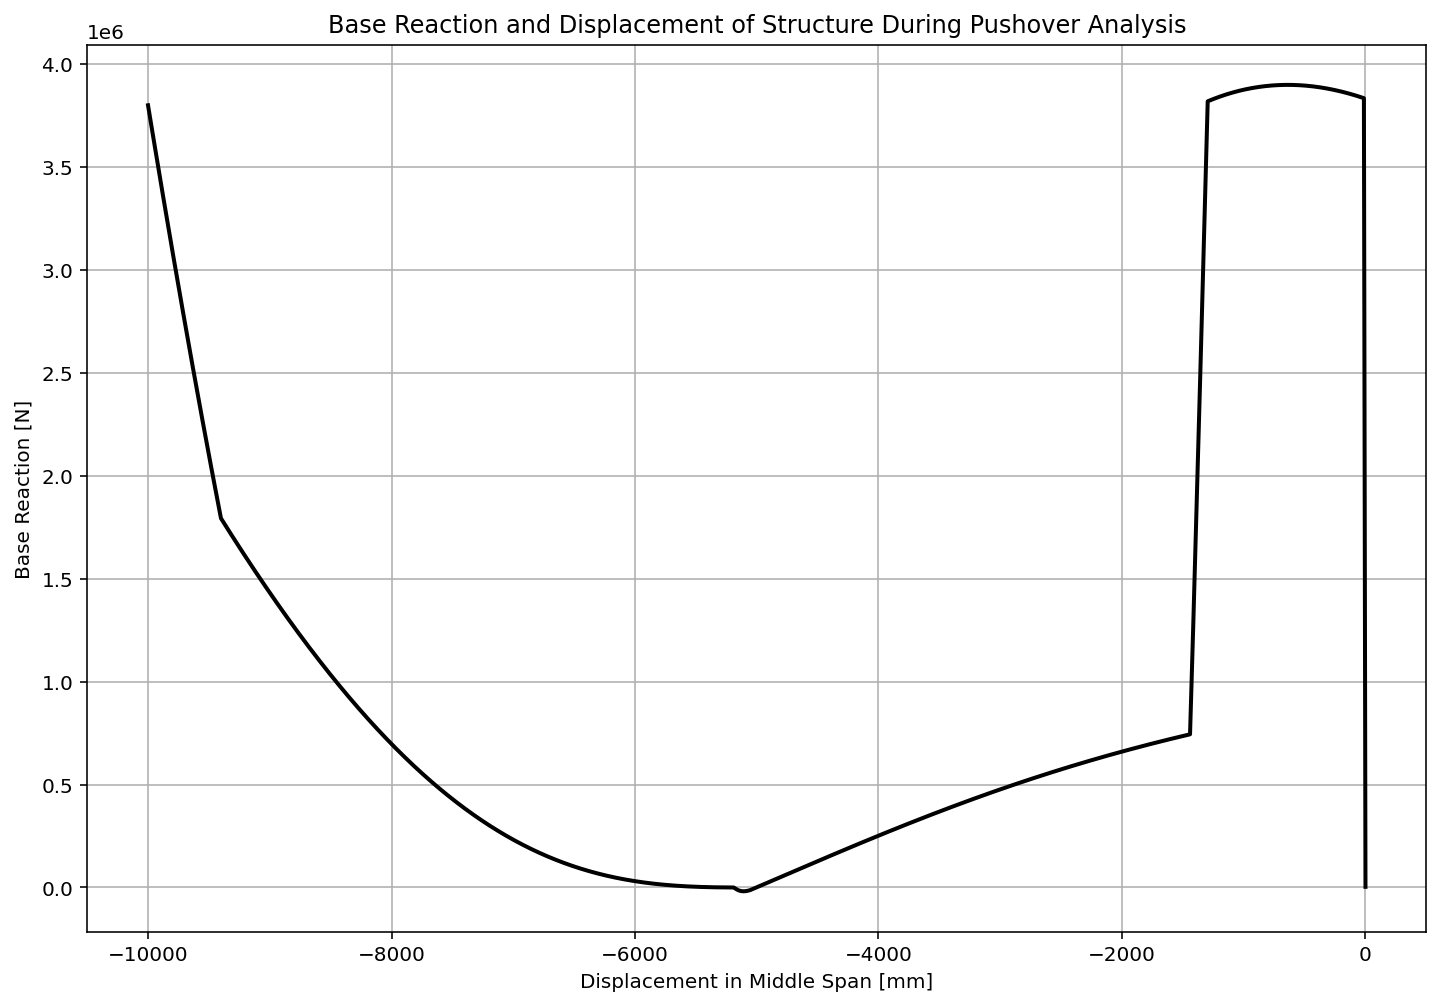 Base Reaction and Displacement of Structure During Pushover Analysis
1e6
4.0
3.5
3.0
2.5
2.0
1.5
1.0
0.5
0.0
Base Reaction [N]
−10000 −8000 −6000 −4000 −2000 0
Displacement in Middle Span [mm]